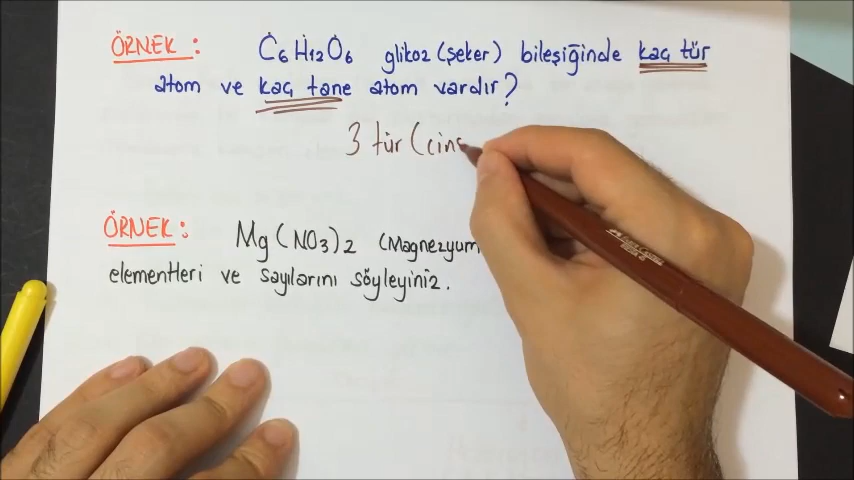 ÖRNEK : C6H12O6 glikoz (şeker) bileşiğinde kaç tür
atom ve kaç tane atom vardır?
3 tür (cins
ÖRNEK: Mg(NO3)2 (Magnezyum
elementleri ve sayılarını söyleyiniz.